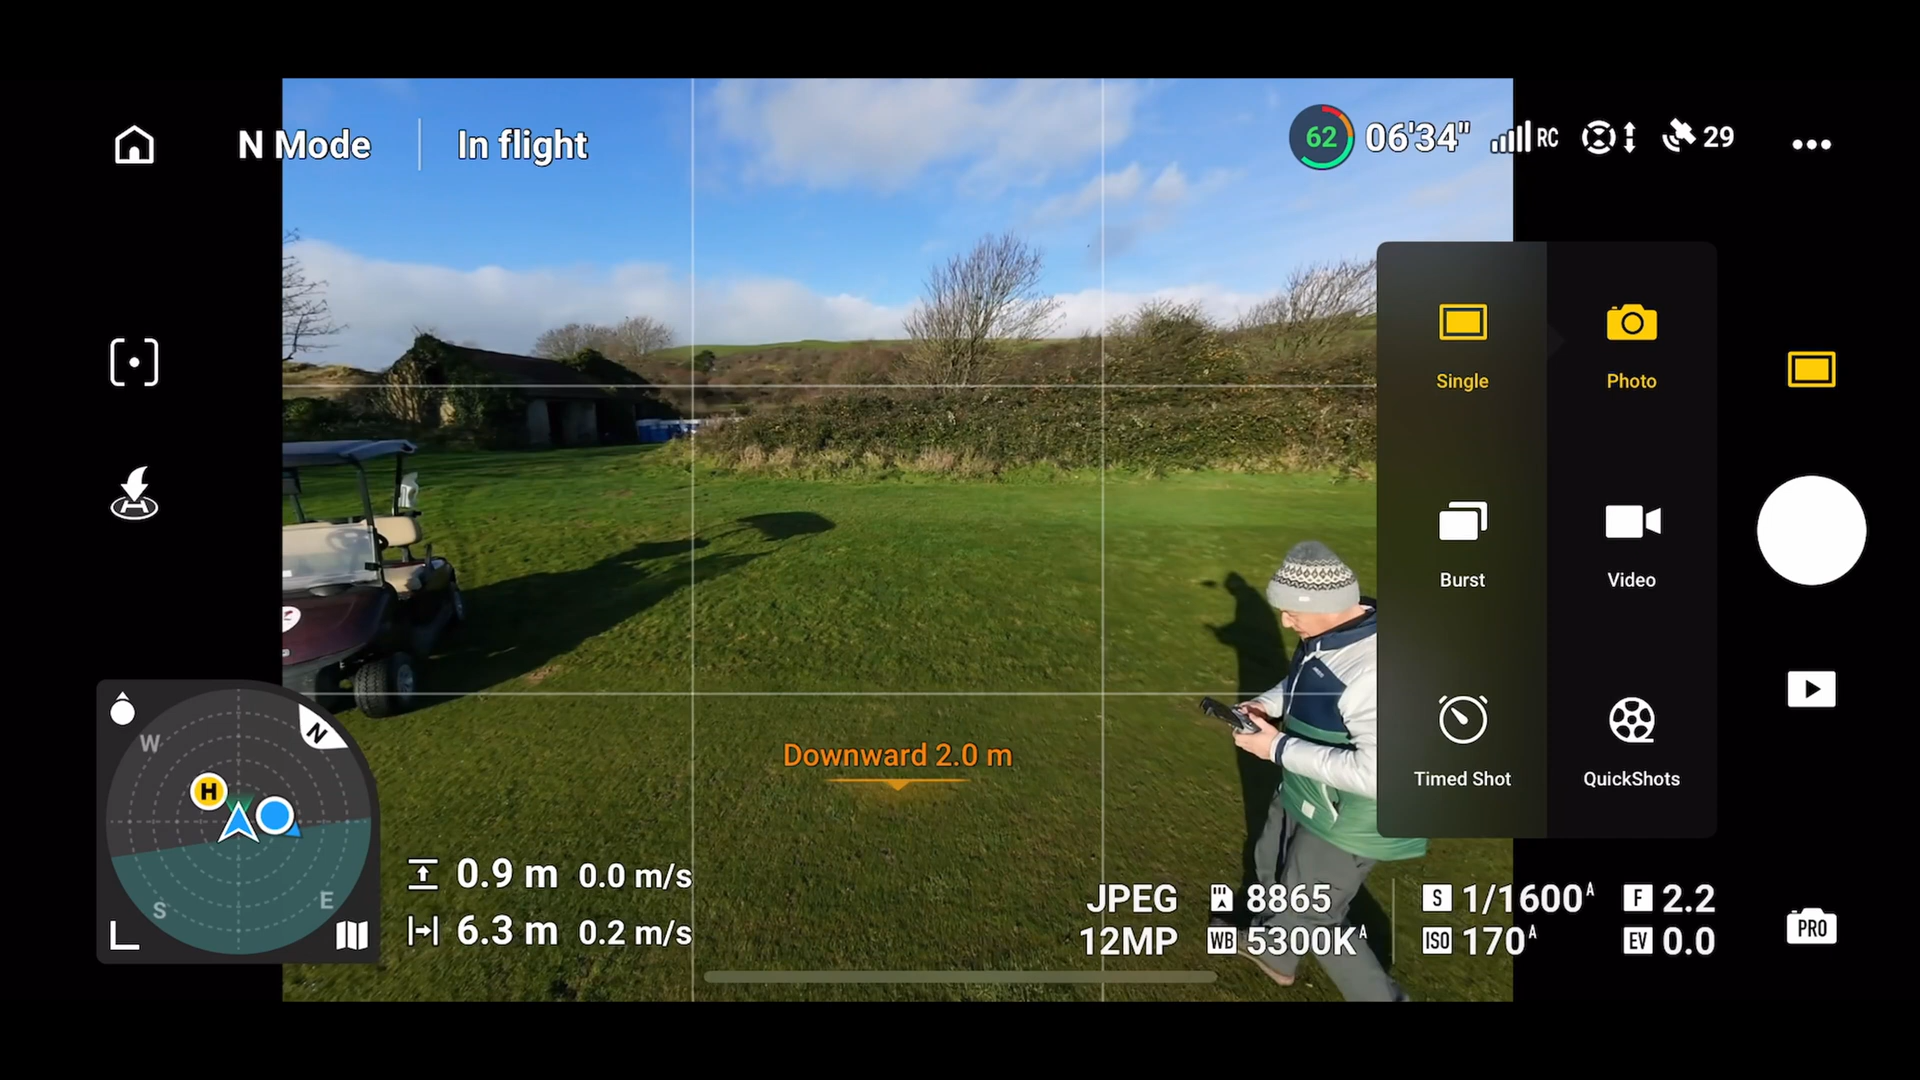 N Mode
In flight
62
06'34"
RC
29
Single
Photo
Burst
Video
Timed Shot
QuickShots
Downward 2.0 m
N
W
H
S
E
0.9 m 0.0 m/s
6.3 m 0.2 m/s
JPEG 8865
12MP WB 5300K A
S 1/1600 A F 2.2
ISO 170 A EV 0.0
PRO